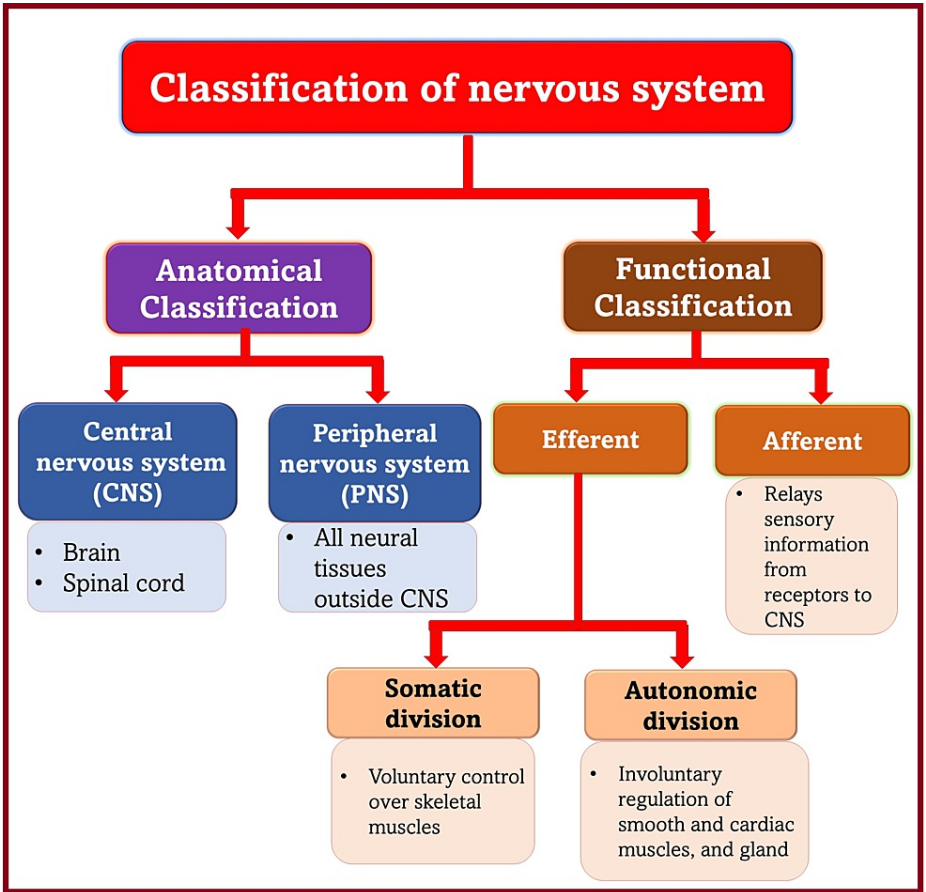 Classification of nervous system
Anatomical
Classification
Functional
Classification
Central
nervous system
(CNS)
• Brain
• Spinal cord
Peripheral
nervous system
(PNS)
• All neural
tissues
outside CNS
Efferent
Afferent
• Relays
sensory
information
from
receptors to
CNS
Somatic
division
• Voluntary control
over skeletal
muscles
Autonomic
division
• Involuntary
regulation of
smooth and cardiac
muscles, and gland